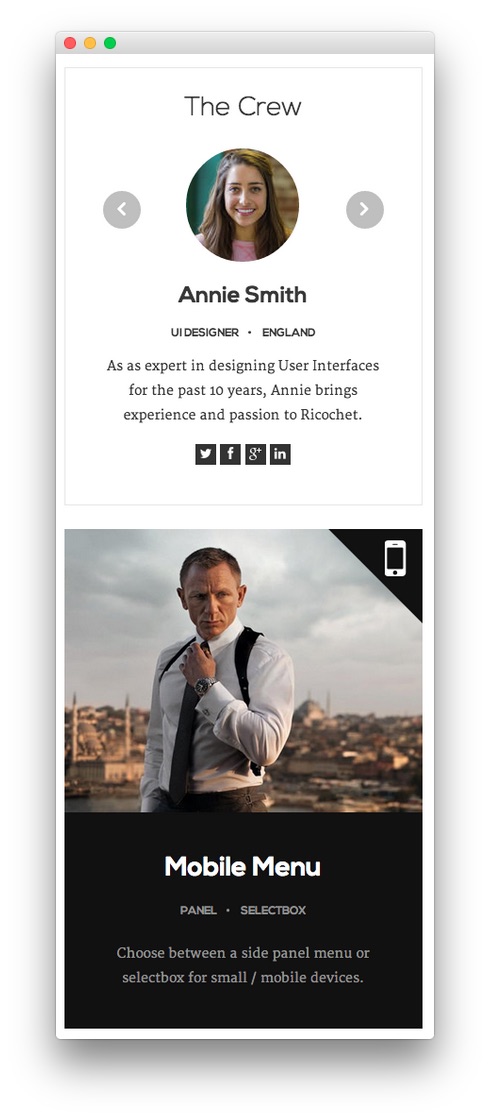 The Crew
Annie Smith
UI DESIGNER • ENGLAND
As as expert in designing User Interfaces
for the past 10 years, Annie brings
experience and passion to Ricochet.
Mobile Menu
PANEL • SELECTBOX
Choose between a side panel menu or
selectbox for small / mobile devices.